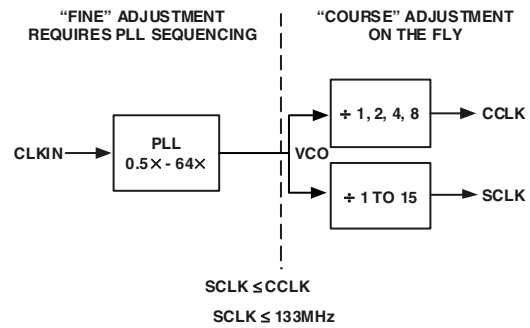 “FINE” ADJUSTMENT
REQUIRES PLL SEQUENCING
“COURSE” ADJUSTMENT
ON THE FLY
CLKIN
PLL
0.5× - 64×
VCO
÷ 1, 2, 4, 8
CCLK
÷ 1 TO 15
SCLK
SCLK ≤ CCLK
SCLK ≤ 133MHz